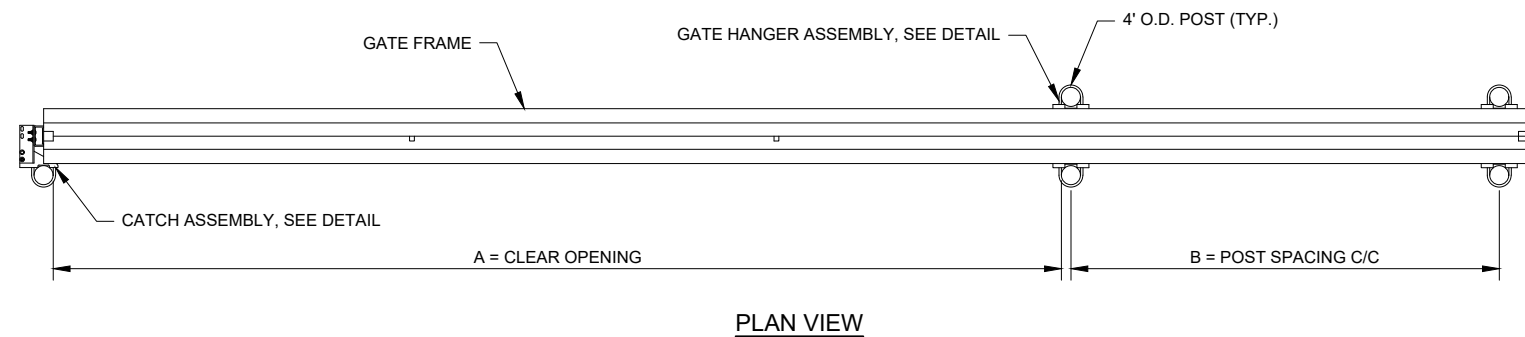 4' O.D. POST (TYP.)
GATE HANGER ASSEMBLY, SEE DETAIL
GATE FRAME
CATCH ASSEMBLY, SEE DETAIL
A = CLEAR OPENING
B = POST SPACING C/C
PLAN VIEW